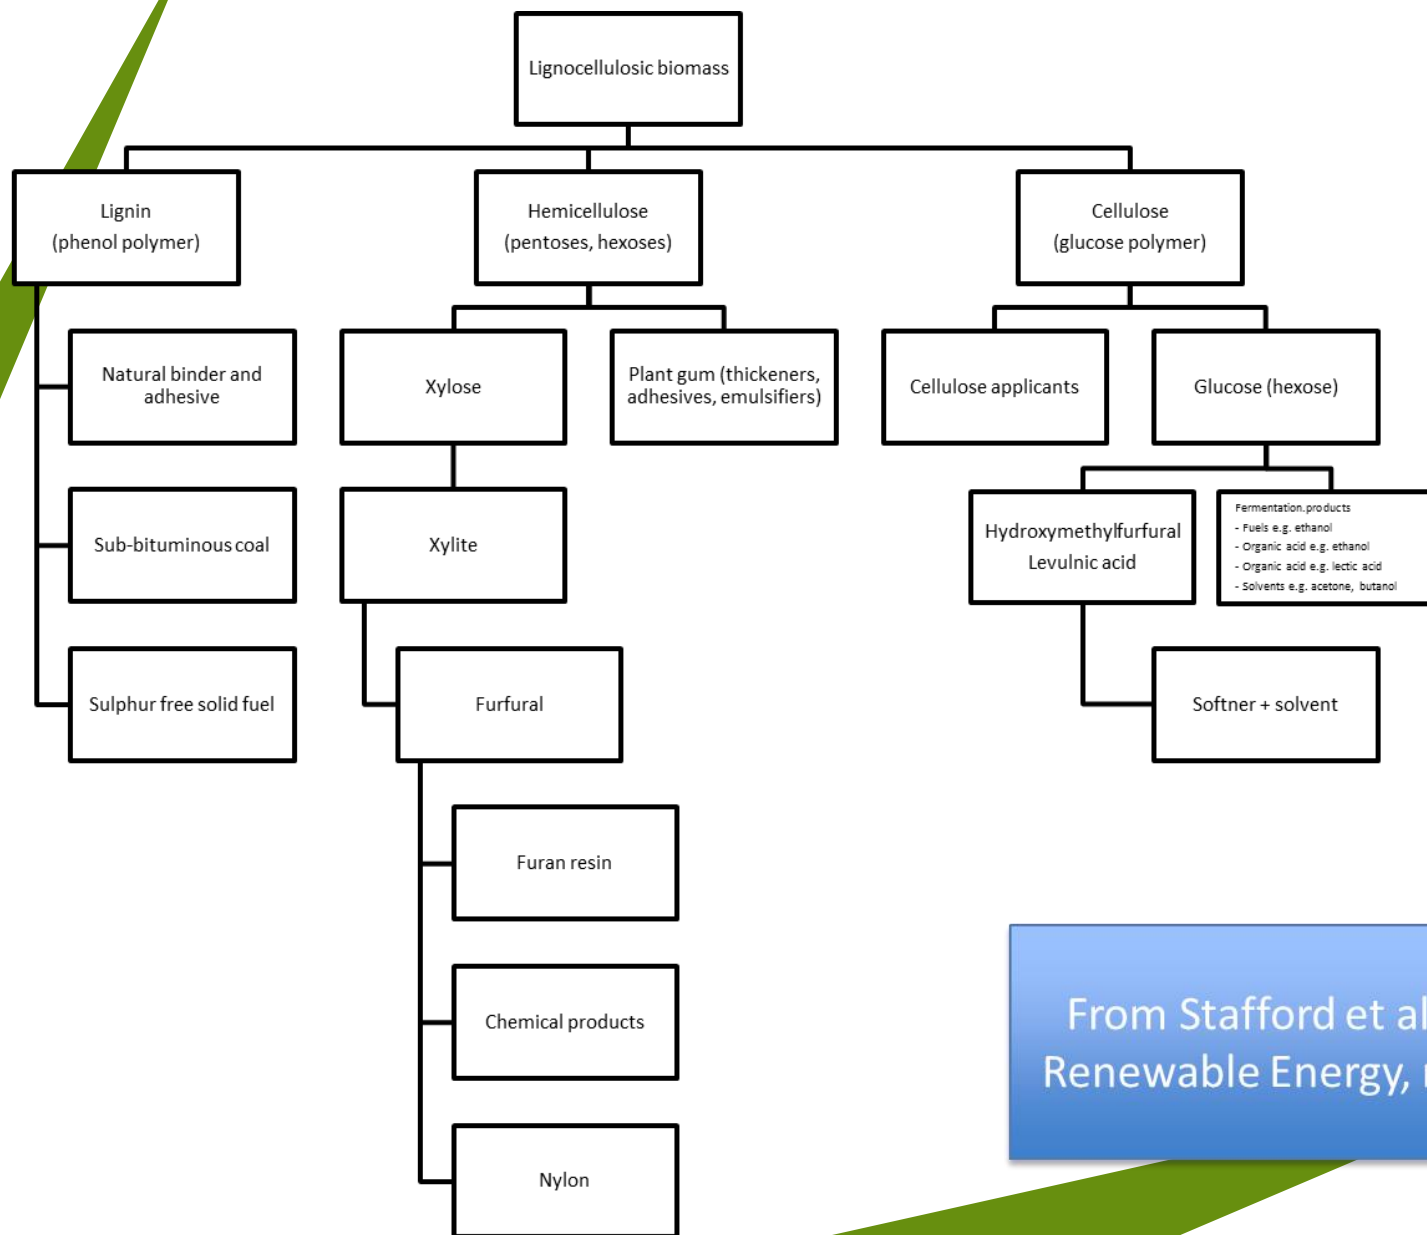 Lignocellulosic biomass
Lignin
(phenol polymer)
Hemicellulose
(pentoses, hexoses)
Cellulose
(glucose polymer)
Natural binder and
adhesive
Xylose
Plant gum (thickeners,
adhesives, emulsifiers)
Cellulose applicants
Glucose (hexose)
Sub-bituminous coal
Xylite
Hydroxymethylfurfural
Levulnic acid
Fermentation.products
- Fuels e.g. ethanol
- Organic acid e.g. ethanol
- Organic acid e.g. lectic acid
- Solvents e.g. acetone, butanol
Sulphur free solid fuel
Furfural
Softner + solvent
Furan resin
Chemical products
Nylon
From Stafford et al
Renewable Energy,